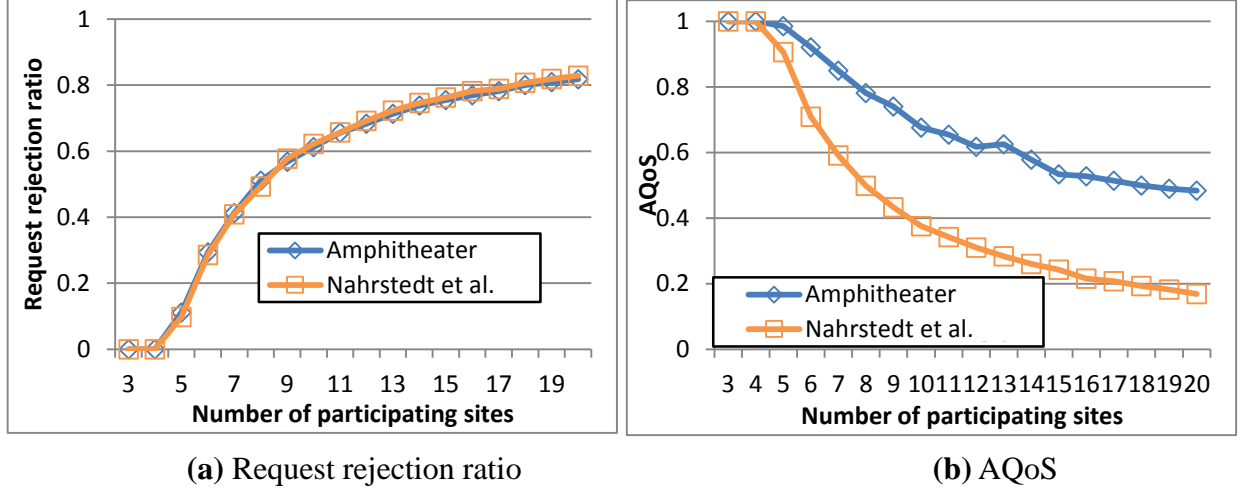 Request rejection ratio
1
0.8
0.6
0.4
0.2
0
Amphitheater
Nahrstedt et al.
3 5 7 9 11 13 15 17 19
Number of participating sites
(a) Request rejection ratio
AQoS
1
0.8
0.6
0.4
0.2
0
Amphitheater
Nahrstedt et al.
3 4 5 6 7 8 9 10 11 12 13 14 15 16 17 18 19 20
Number of participating sites
(b) AQoS